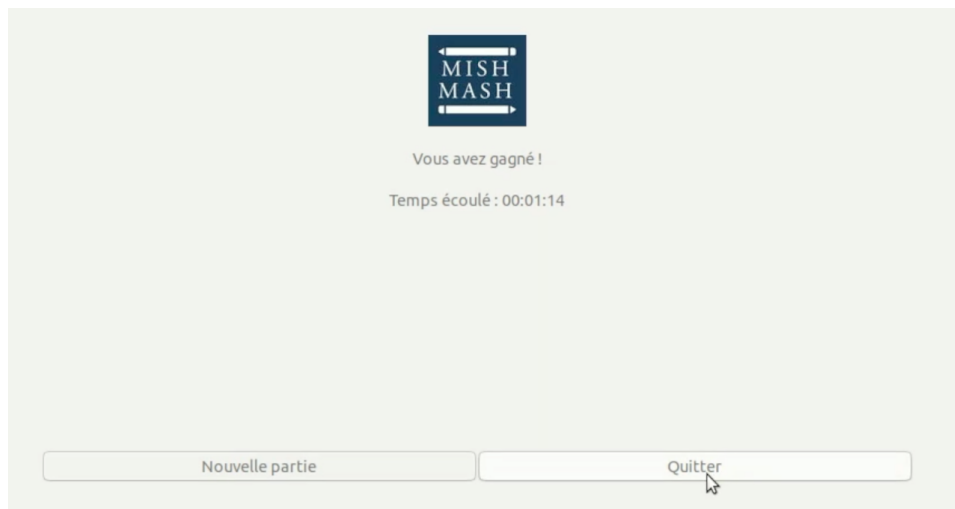 MISH
MASH
Vous avez gagné !
Temps écoulé : 00:01:14
Nouvelle partie
Quitter